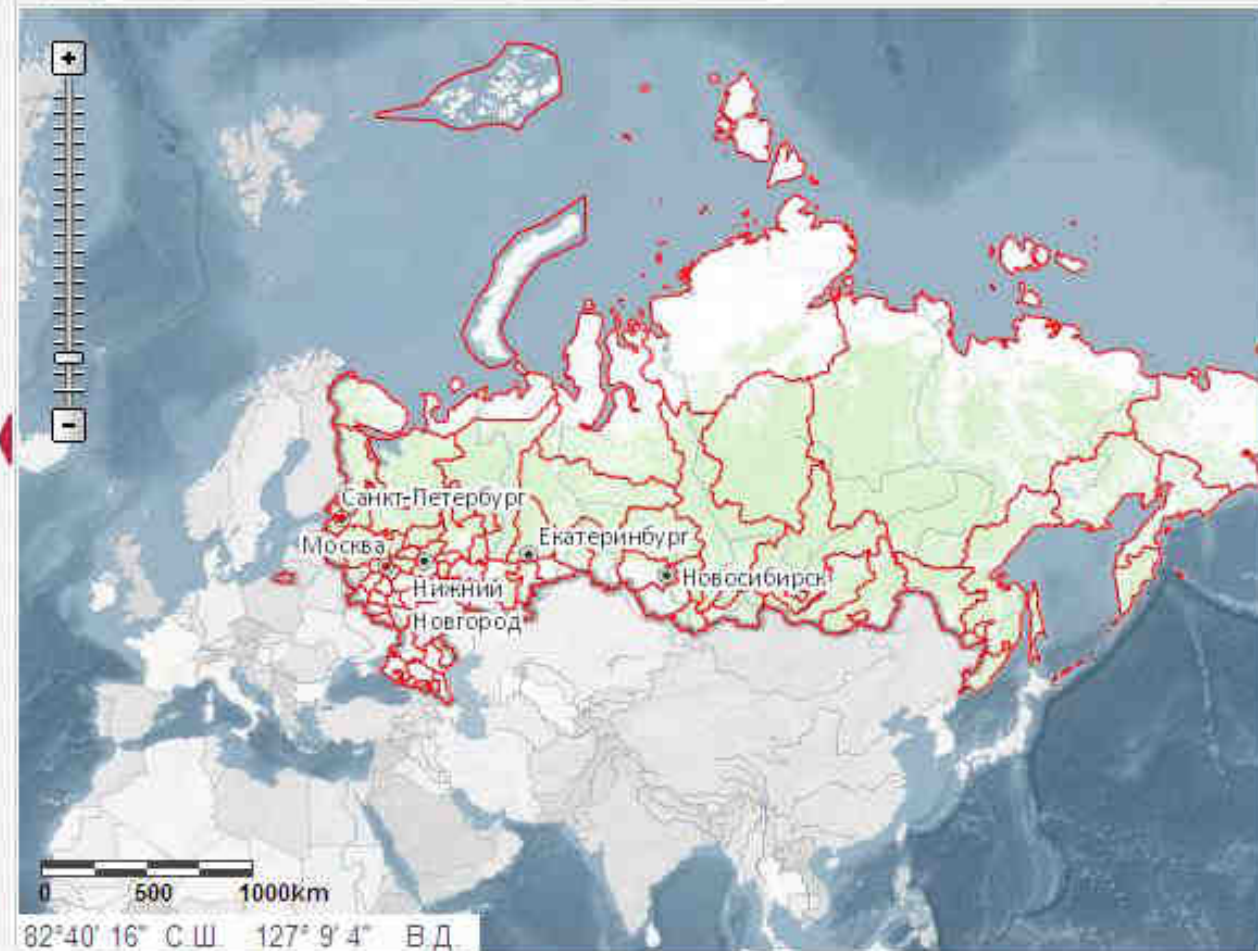 +
-
Санкт-Петербург
Москва
Екатеринбург
Нижний
Новгород
Новосибирск
0 500 1000km
82°40' 16" С.Ш. 127° 9' 4" В.Д.